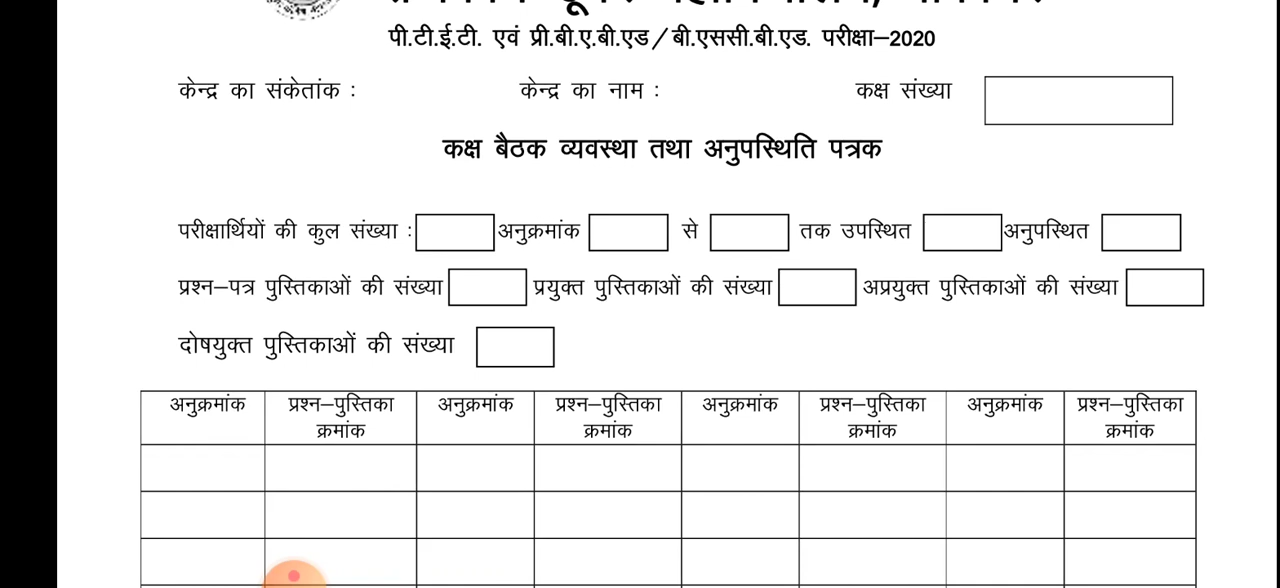 पी.टी.ई.टी. एवं प्री.बी.ए.बी.एड/बी.एससी.बी.एड. परीक्षा–2020
केन्द्र का संकेतांक : केन्द्र का नाम : कक्ष संख्या
कक्ष बैठक व्यवस्था तथा अनुपस्थिति पत्रक
परीक्षार्थियों की कुल संख्या : अनुक्रमांक से तक उपस्थित अनुपस्थित
प्रश्न–पत्र पुस्तिकाओं की संख्या प्रयुक्त पुस्तिकाओं की संख्या अप्रयुक्त पुस्तिकाओं की संख्या
दोषयुक्त पुस्तिकाओं की संख्या
अनुक्रमांक प्रश्न–पुस्तिका अनुक्रमांक प्रश्न–पुस्तिका अनुक्रमांक प्रश्न–पुस्तिका अनुक्रमांक प्रश्न–पुस्तिका
क्रमांक क्रमांक क्रमांक क्रमांक